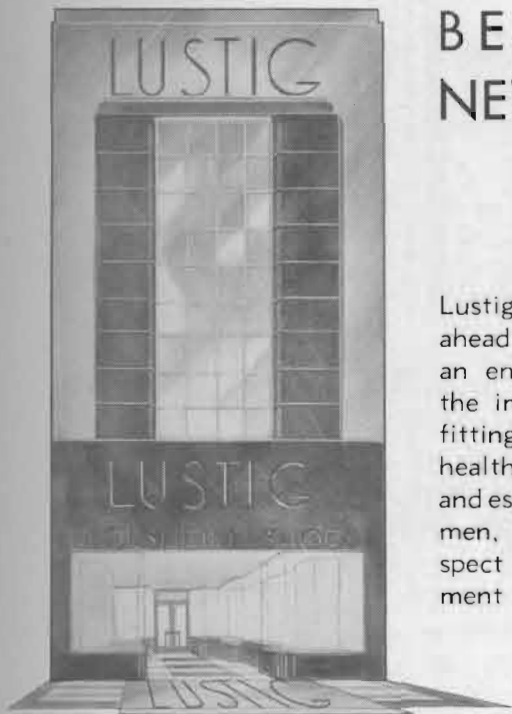 LUSTIG
LUSTIG
LUSTIG
BE
NE
Lustig
ahead
an en
the in
fitting
health
and es
men,
spect
ment